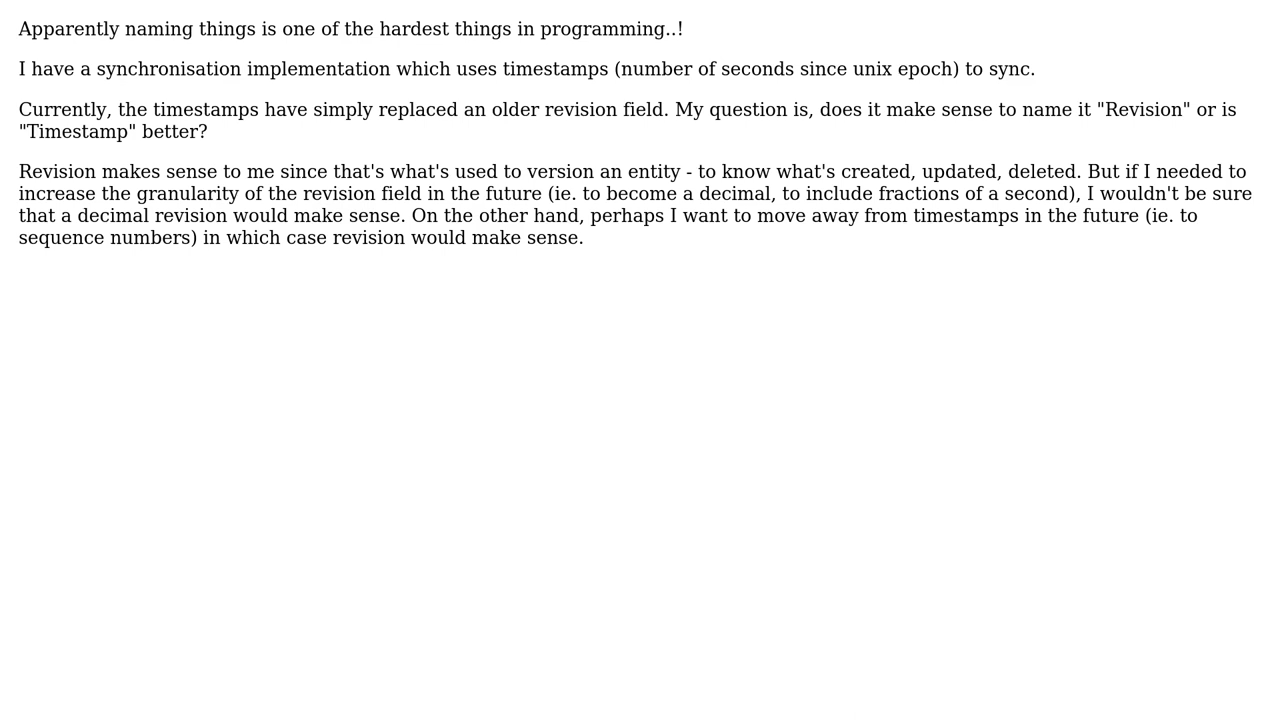 Apparently naming things is one of the hardest things in programming..!
I have a synchronisation implementation which uses timestamps (number of seconds since unix epoch) to sync.
Currently, the timestamps have simply replaced an older revision field. My question is, does it make sense to name it "Revision" or is
"Timestamp" better?
Revision makes sense to me since that's what's used to version an entity - to know what's created, updated, deleted. But if I needed to
increase the granularity of the revision field in the future (ie. to become a decimal, to include fractions of a second), I wouldn't be sure
that a decimal revision would make sense. On the other hand, perhaps I want to move away from timestamps in the future (ie. to
sequence numbers) in which case revision would make sense.